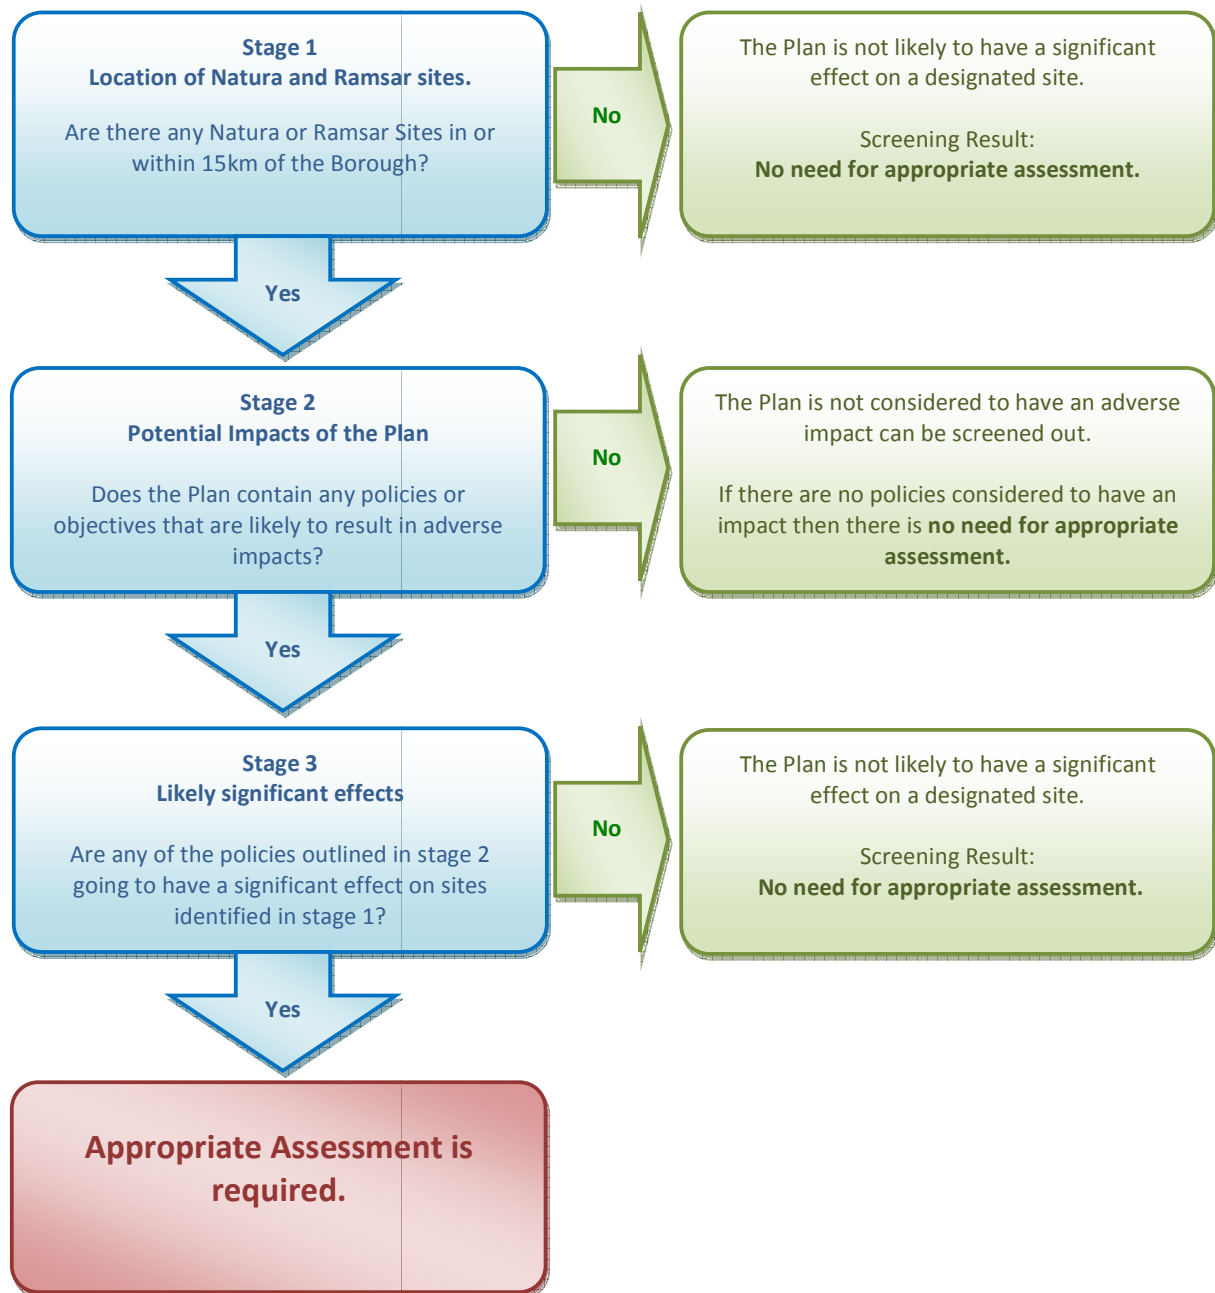 Stage 1
Location of Natura and Ramsar sites.
Are there any Natura or Ramsar Sites in or
within 15km of the Borough?
No
The Plan is not likely to have a significant
effect on a designated site.
Screening Result:
No need for appropriate assessment.
Yes
Stage 2
Potential Impacts of the Plan
Does the Plan contain any policies or
objectives that are likely to result in adverse
impacts?
No
The Plan is not considered to have an adverse
impact can be screened out.
If there are no policies considered to have an
impact then there is no need for appropriate
assessment.
Yes
Stage 3
Likely significant effects
Are any of the policies outlined in stage 2
going to have a significant effect on sites
identified in stage 1?
No
The Plan is not likely to have a significant
effect on a designated site.
Screening Result:
No need for appropriate assessment.
Yes
Appropriate Assessment is
required.